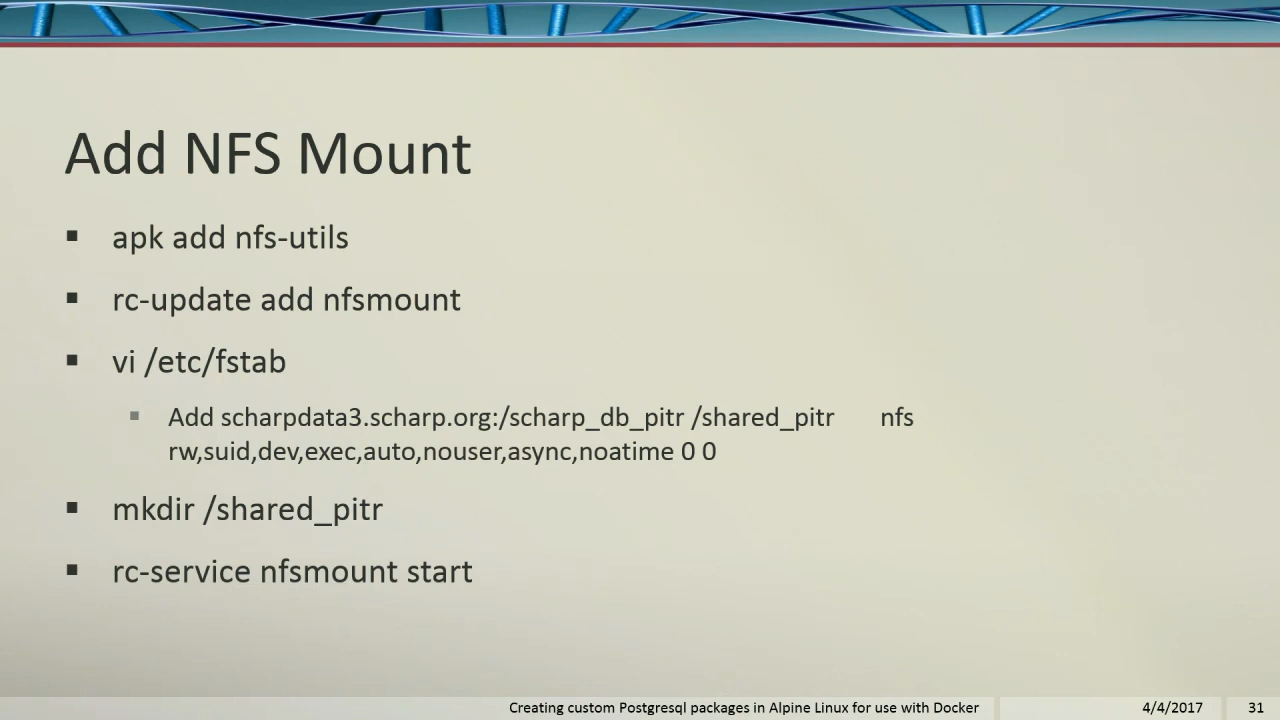 Add NFS Mount
▪ apk add nfs-utils
▪ rc-update add nfsmount
▪ vi /etc/fstab
▪ Add scharpdata3.scharp.org:/scharp_db_pitr /shared_pitr nfs
rw,suid,dev,exec,auto,nouser,async,noatime 0 0
▪ mkdir /shared_pitr
▪ rc-service nfsmount start
Creating custom Postgresql packages in Alpine Linux for use with Docker 4/4/2017 31